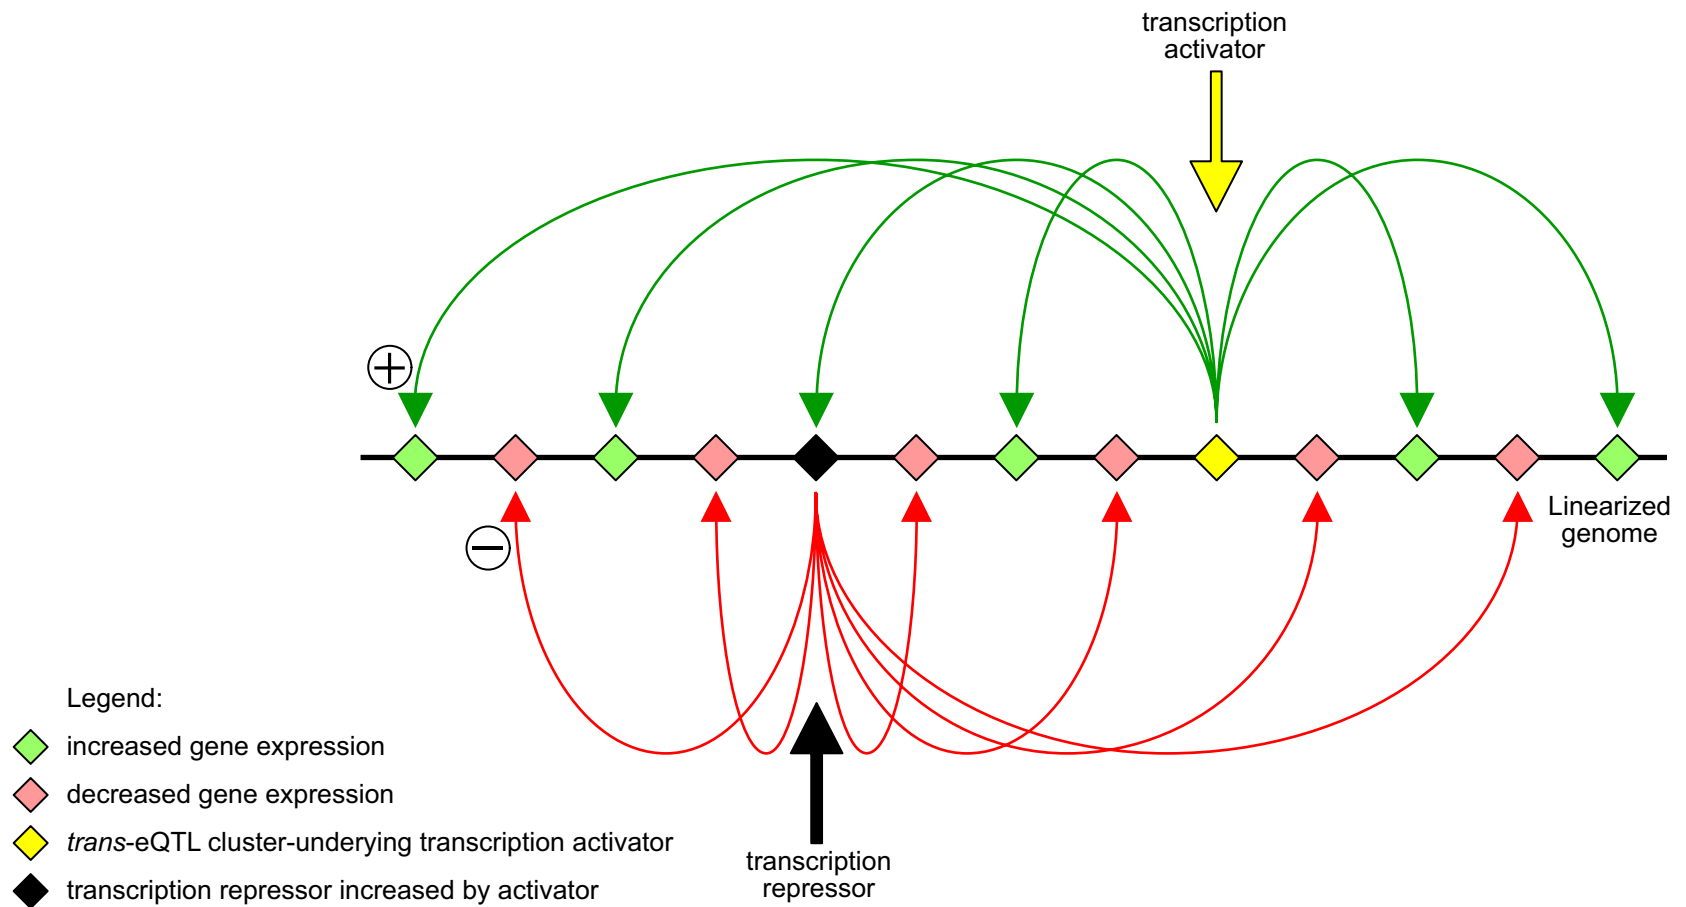 transcription
activator
Linearized
genome
Legend:
increased gene expression
decreased gene expression
trans-eQTL cluster-underying transcription activator
transcription repressor increased by activator
transcription
repressor